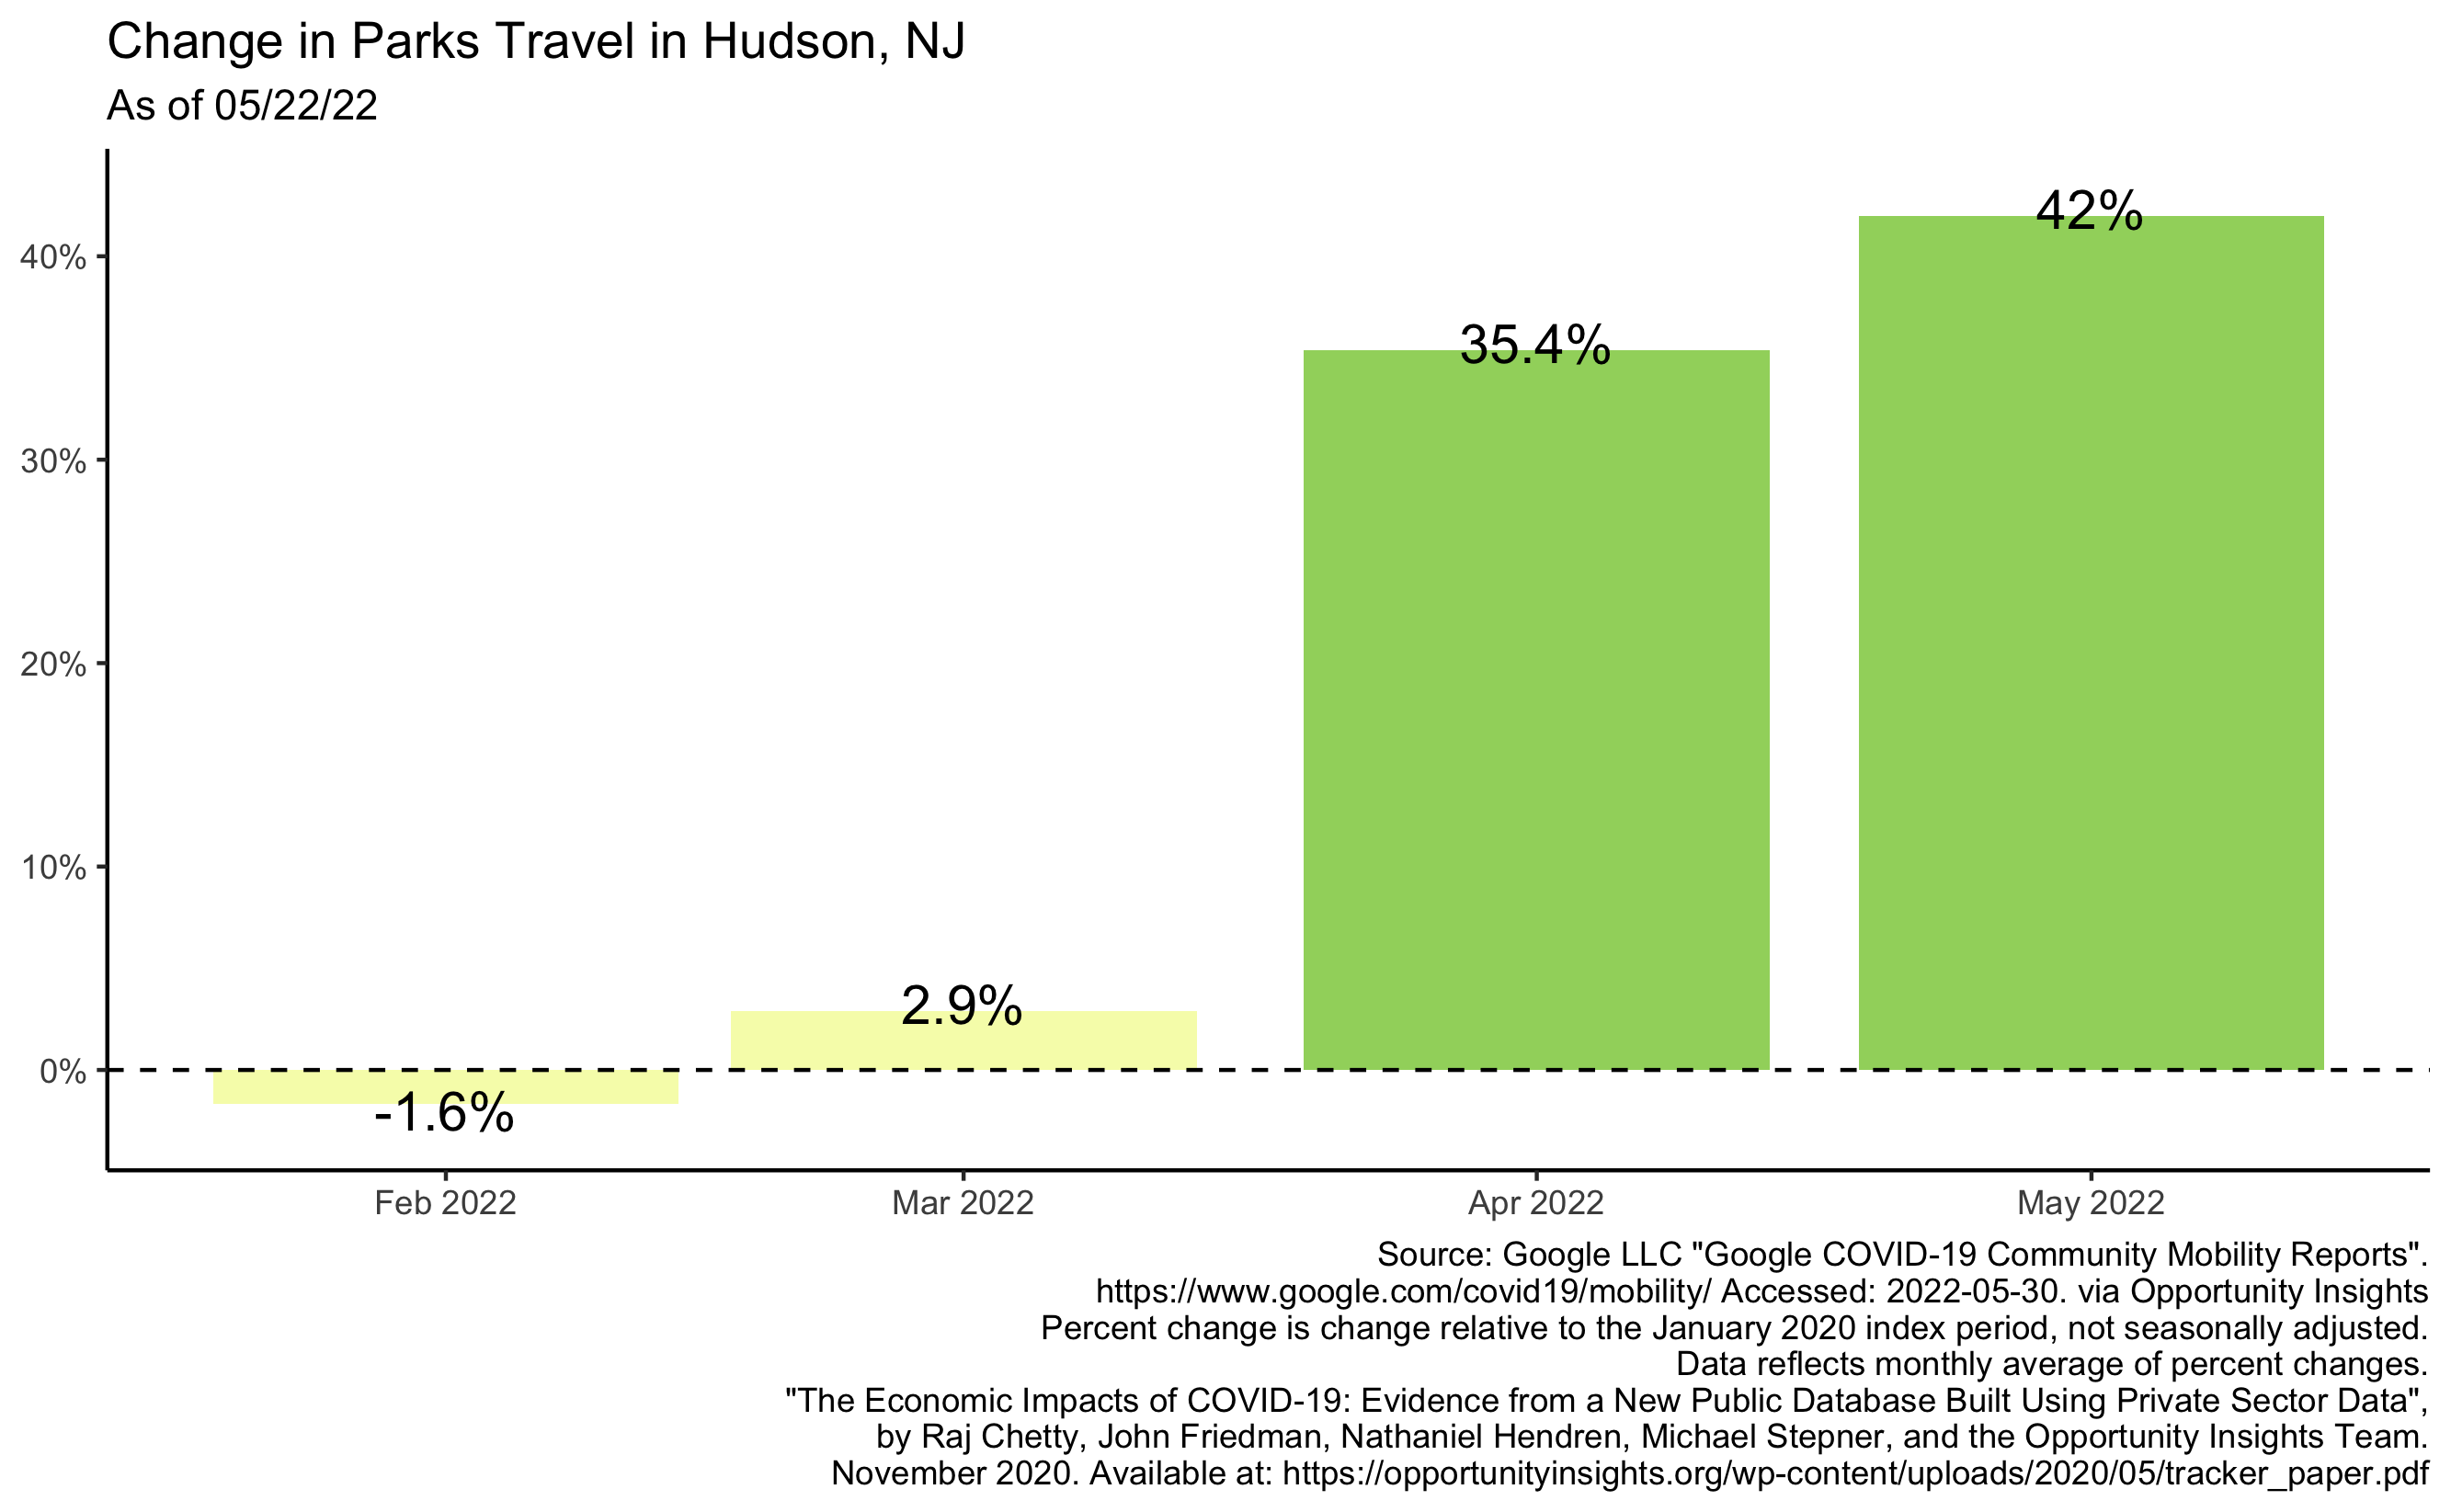 Change in Parks Travel in Hudson, NJ
As of 05/22/22
42%
40%
35.4%
30%
20%
10%
2.9%
0%
-1.6%
Feb 2022
Mar 2022
Apr 2022
May 2022
Source: Google LLC "Google COVID-19 Community Mobility Reports".
https://www.google.com/covid19/mobility/ Accessed: 2022-05-30. via Opportunity Insights
Percent change is change relative to the January 2020 index period, not seasonally adjusted.
Data reflects monthly average of percent changes.
"The Economic Impacts of COVID-19: Evidence from a New Public Database Built Using Private Sector Data",
by Raj Chetty, John Friedman, Nathaniel Hendren, Michael Stepner, and the Opportunity Insights Team.
November 2020. Available at: https://opportunityinsights.org/wp-content/uploads/2020/05/tracker_paper.pdf